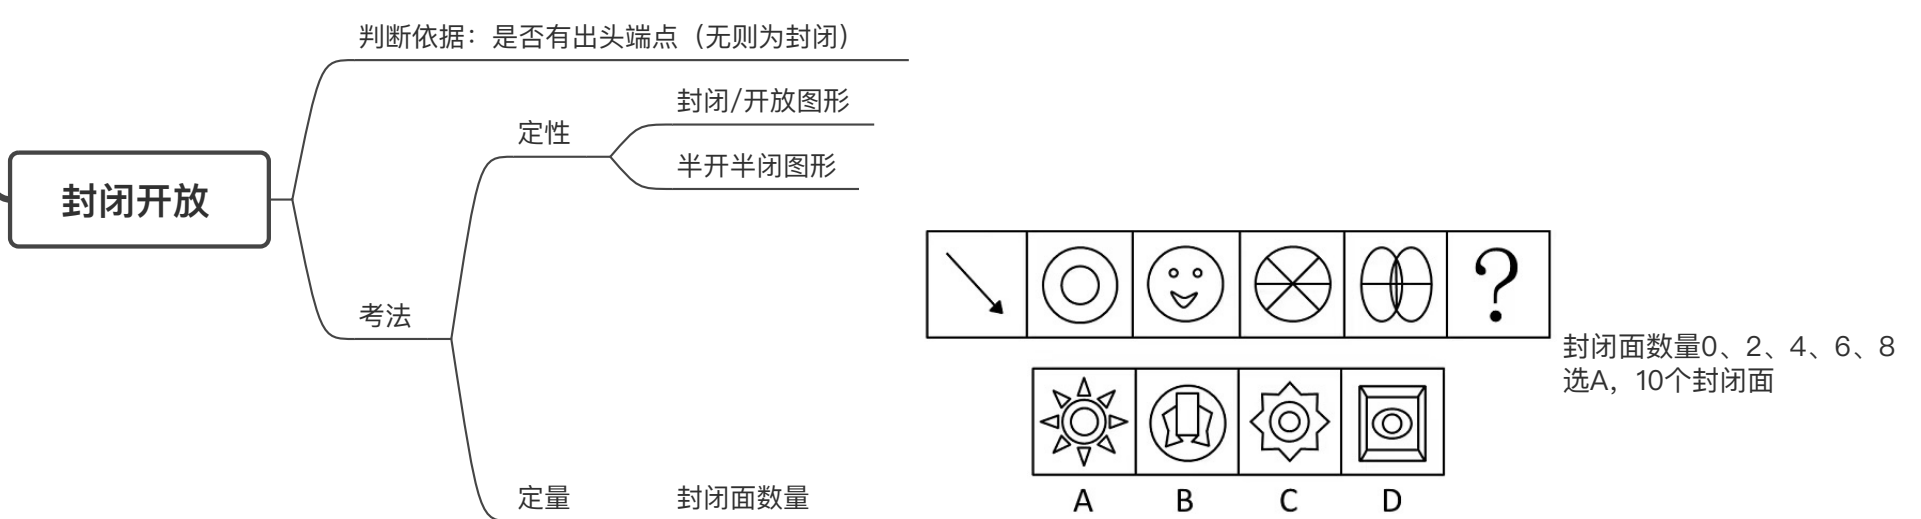 判断依据：是否有出头端点（无则为封闭）
封闭/开放图形
定性
半开半闭图形
封闭开放
?
考法
封闭面数量0、2、4、6、8
选A，10个封闭面
定量
封闭面数量
A
B
C
D